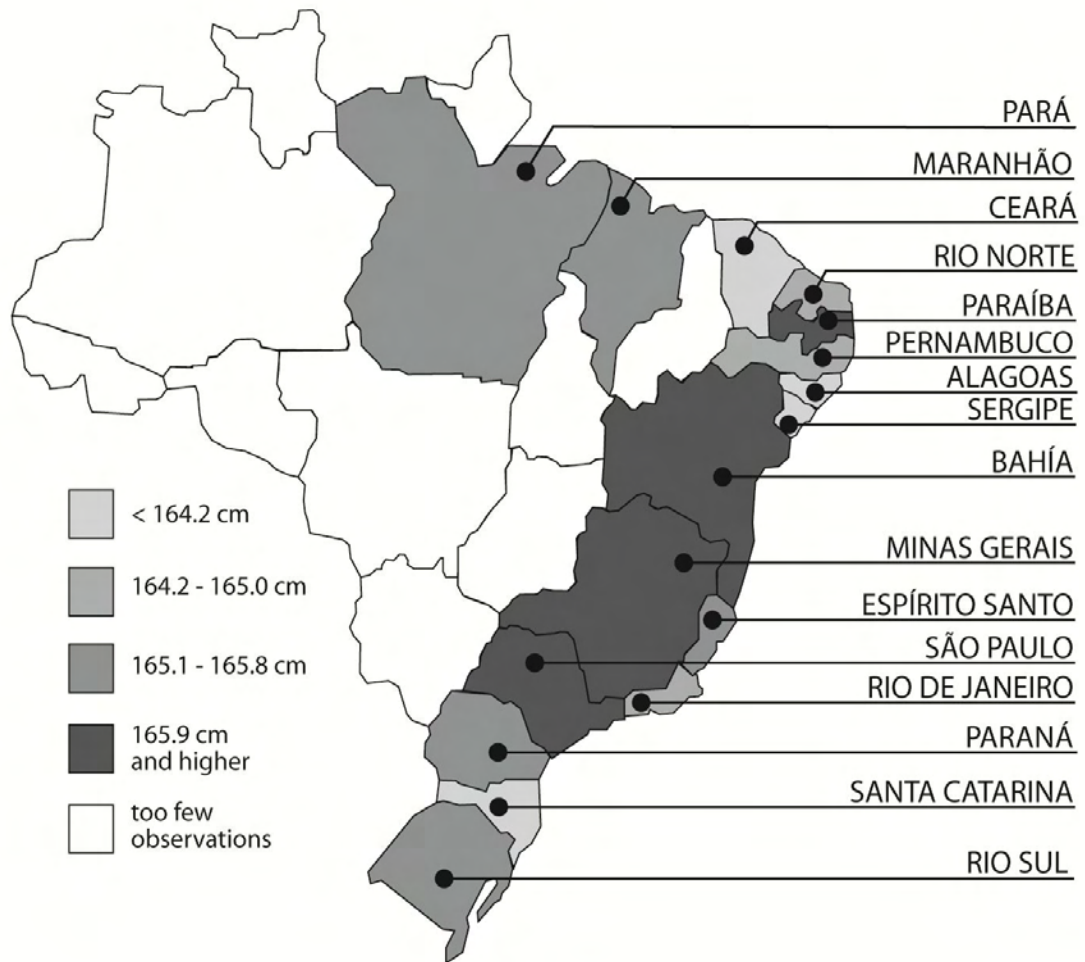 PARÁ
MARANHÃO
CEARÁ
RIO NORTE
PARAÍBA
PERNAMBUCO
ALAGOAS
SERGIPE
BAHÍA
MINAS GERAIS
ESPÍRITO SANTO
SÃO PAULO
RIO DE JANEIRO
PARANÁ
SANTA CATARINA
RIO SUL
< 164.2 cm
164.2 - 165.0 cm
165.1 - 165.8 cm
165.9 cm
and higher
too few
observations